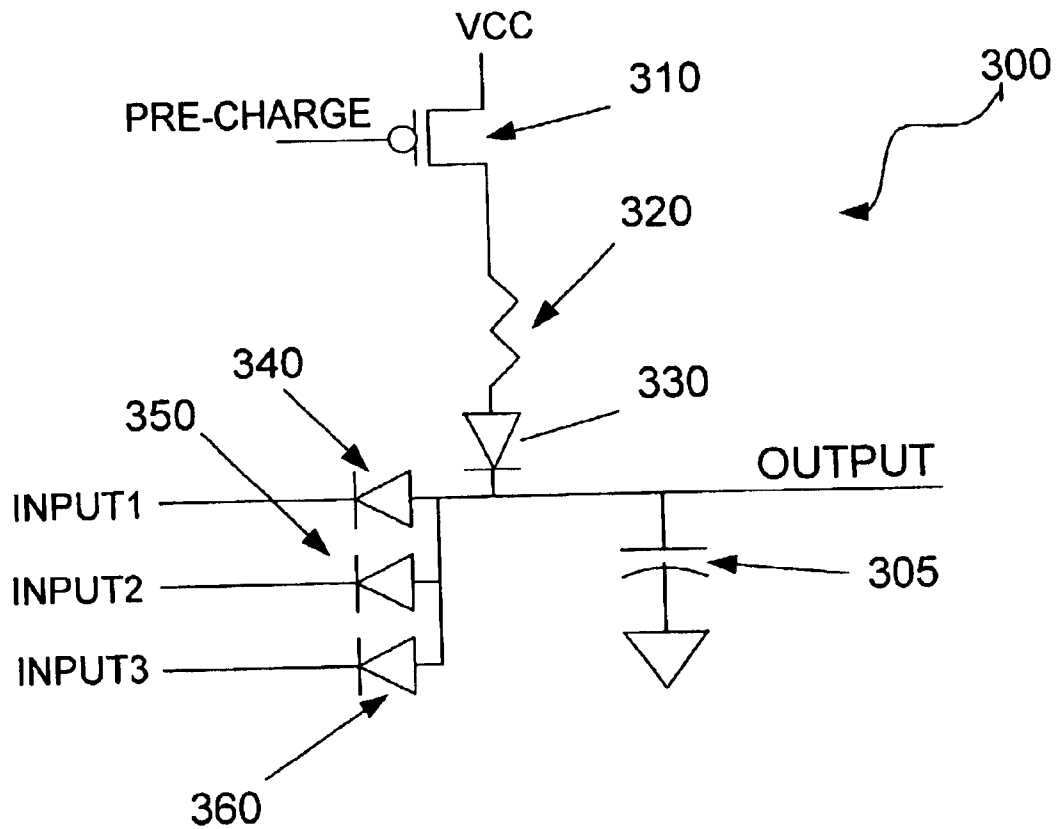 VCC
300
310
PRE-CHARGE
320
340
330
350
OUTPUT
INPUT1
305
INPUT2
INPUT3
360